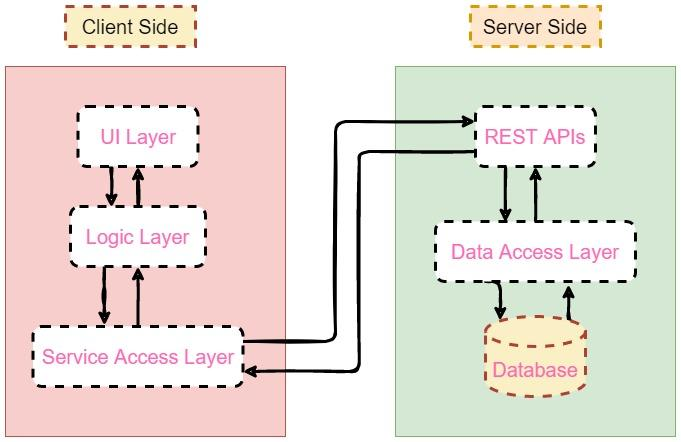 Client Side
Server Side
UI Layer
REST APIs
Logic Layer
Data Access Layer
Service Access Layer
Database